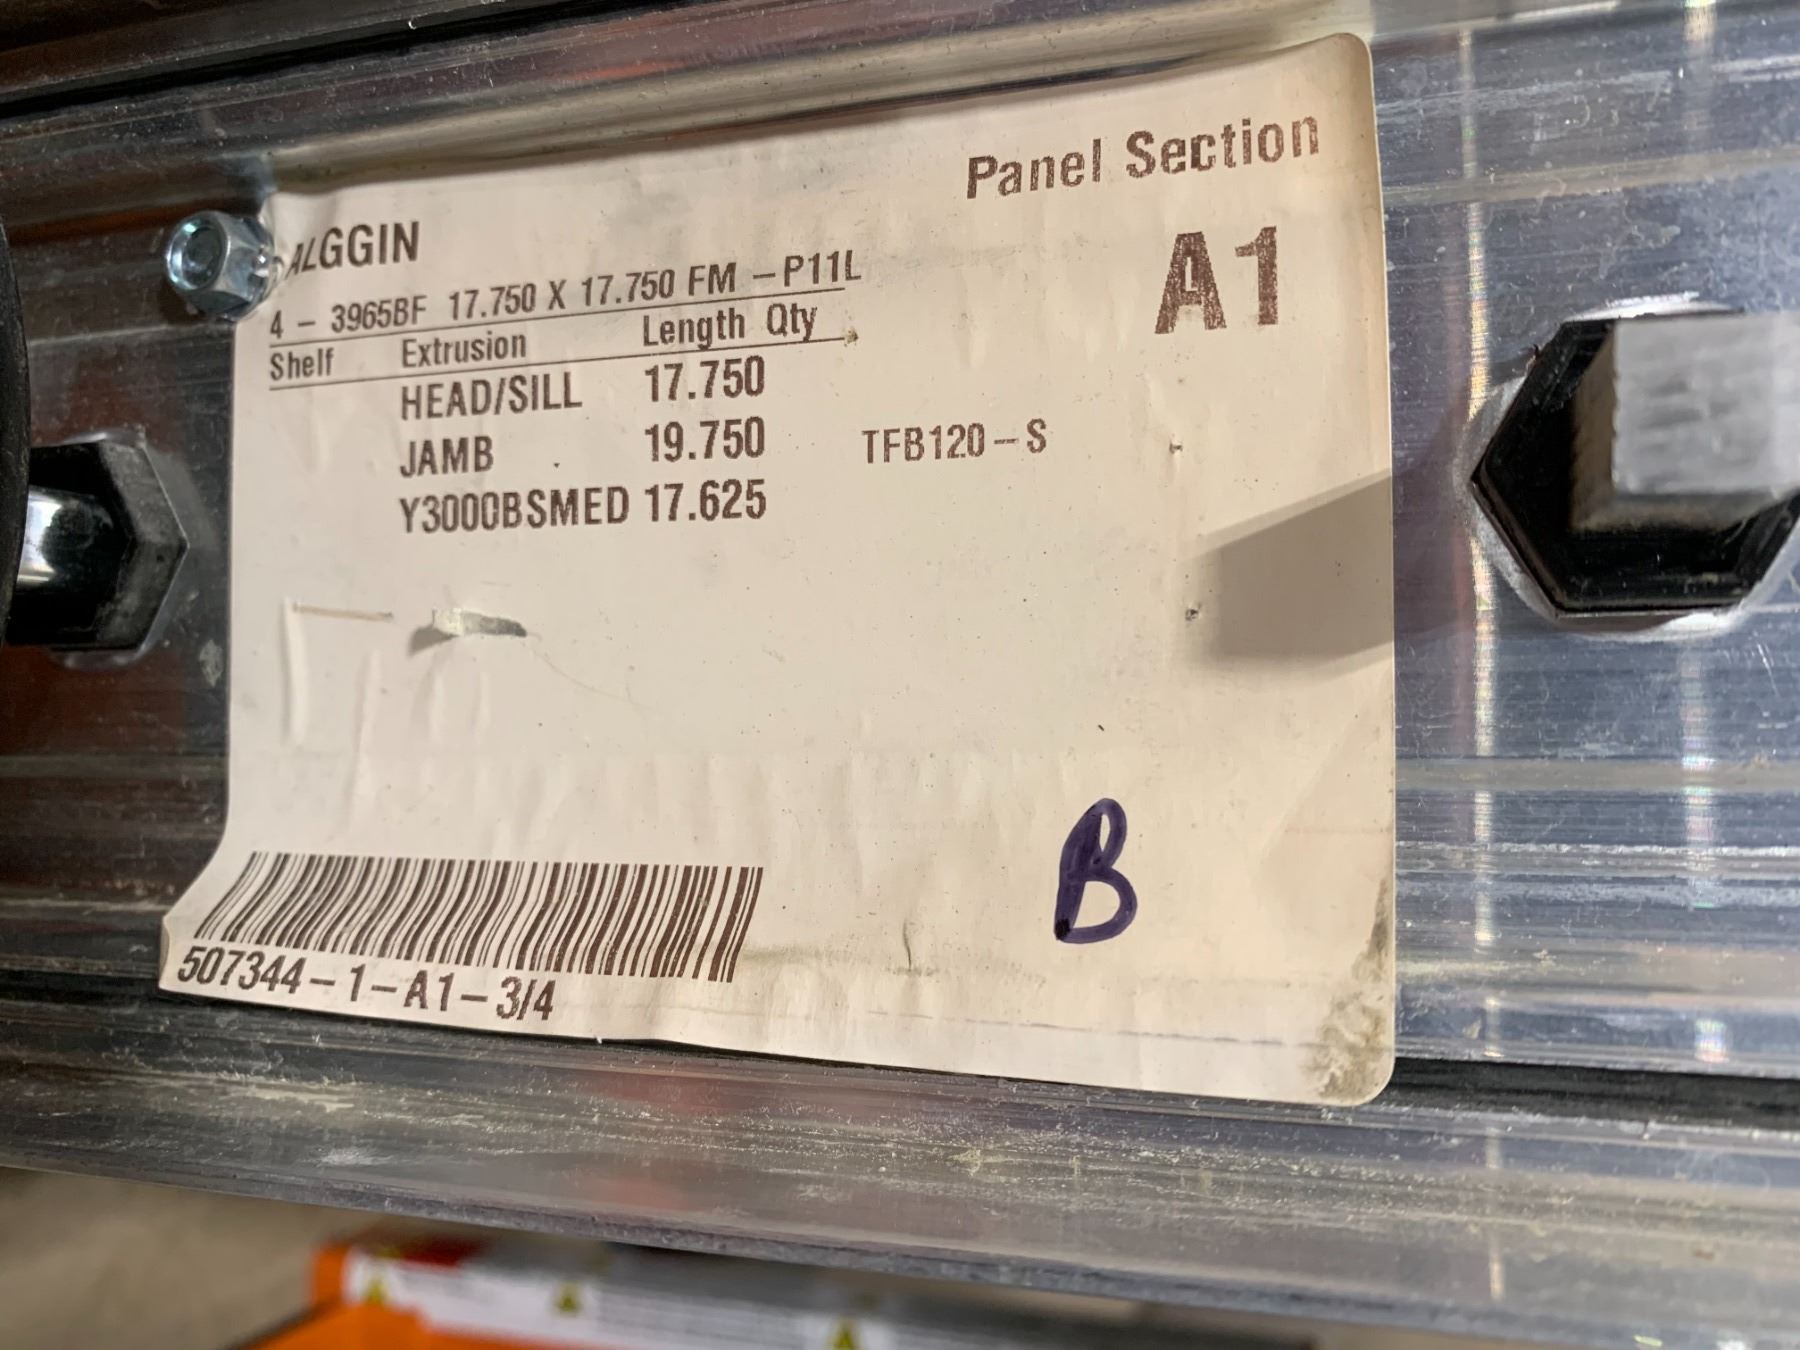 Panel Section
ALGGIN
A1
4 - 3965BF 17.750 X 17.750 FM - P11L
Shelf Extrusion Length Qty
HEAD/SILL 17.750
JAMB 19.750 TFB120-S
Y3000BSMED 17.625
B
507344-1-A1-3/4